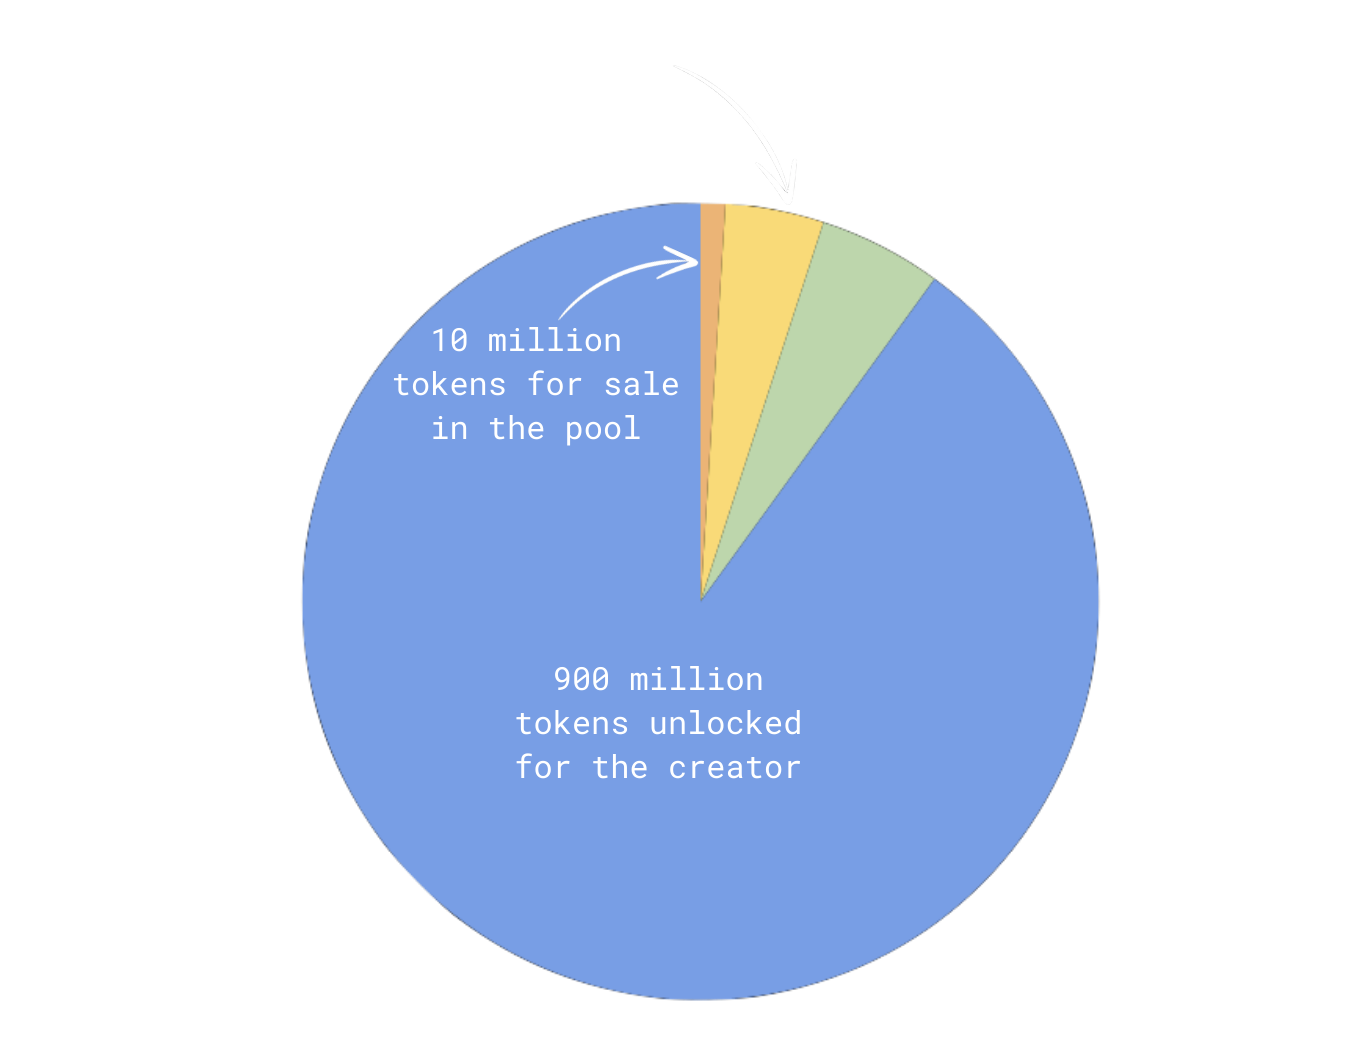 10 million
tokens for sale
in the pool
900 million
tokens unlocked
for the creator